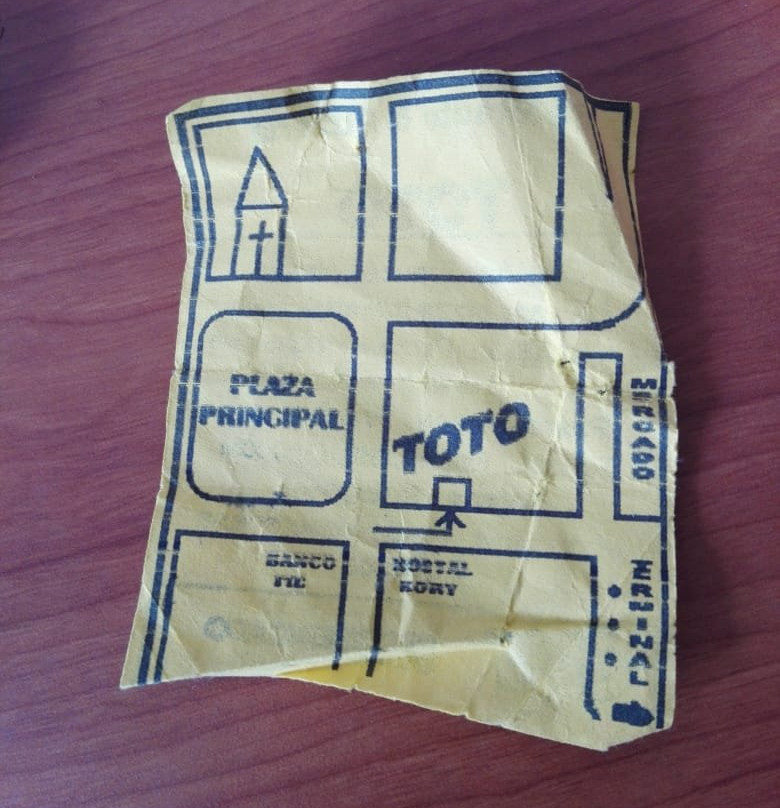 PLAZA
PRINCIPAL
TOTO
MERCADO
BANCO
FIE
HOSTAL
KORY
TERMINAL